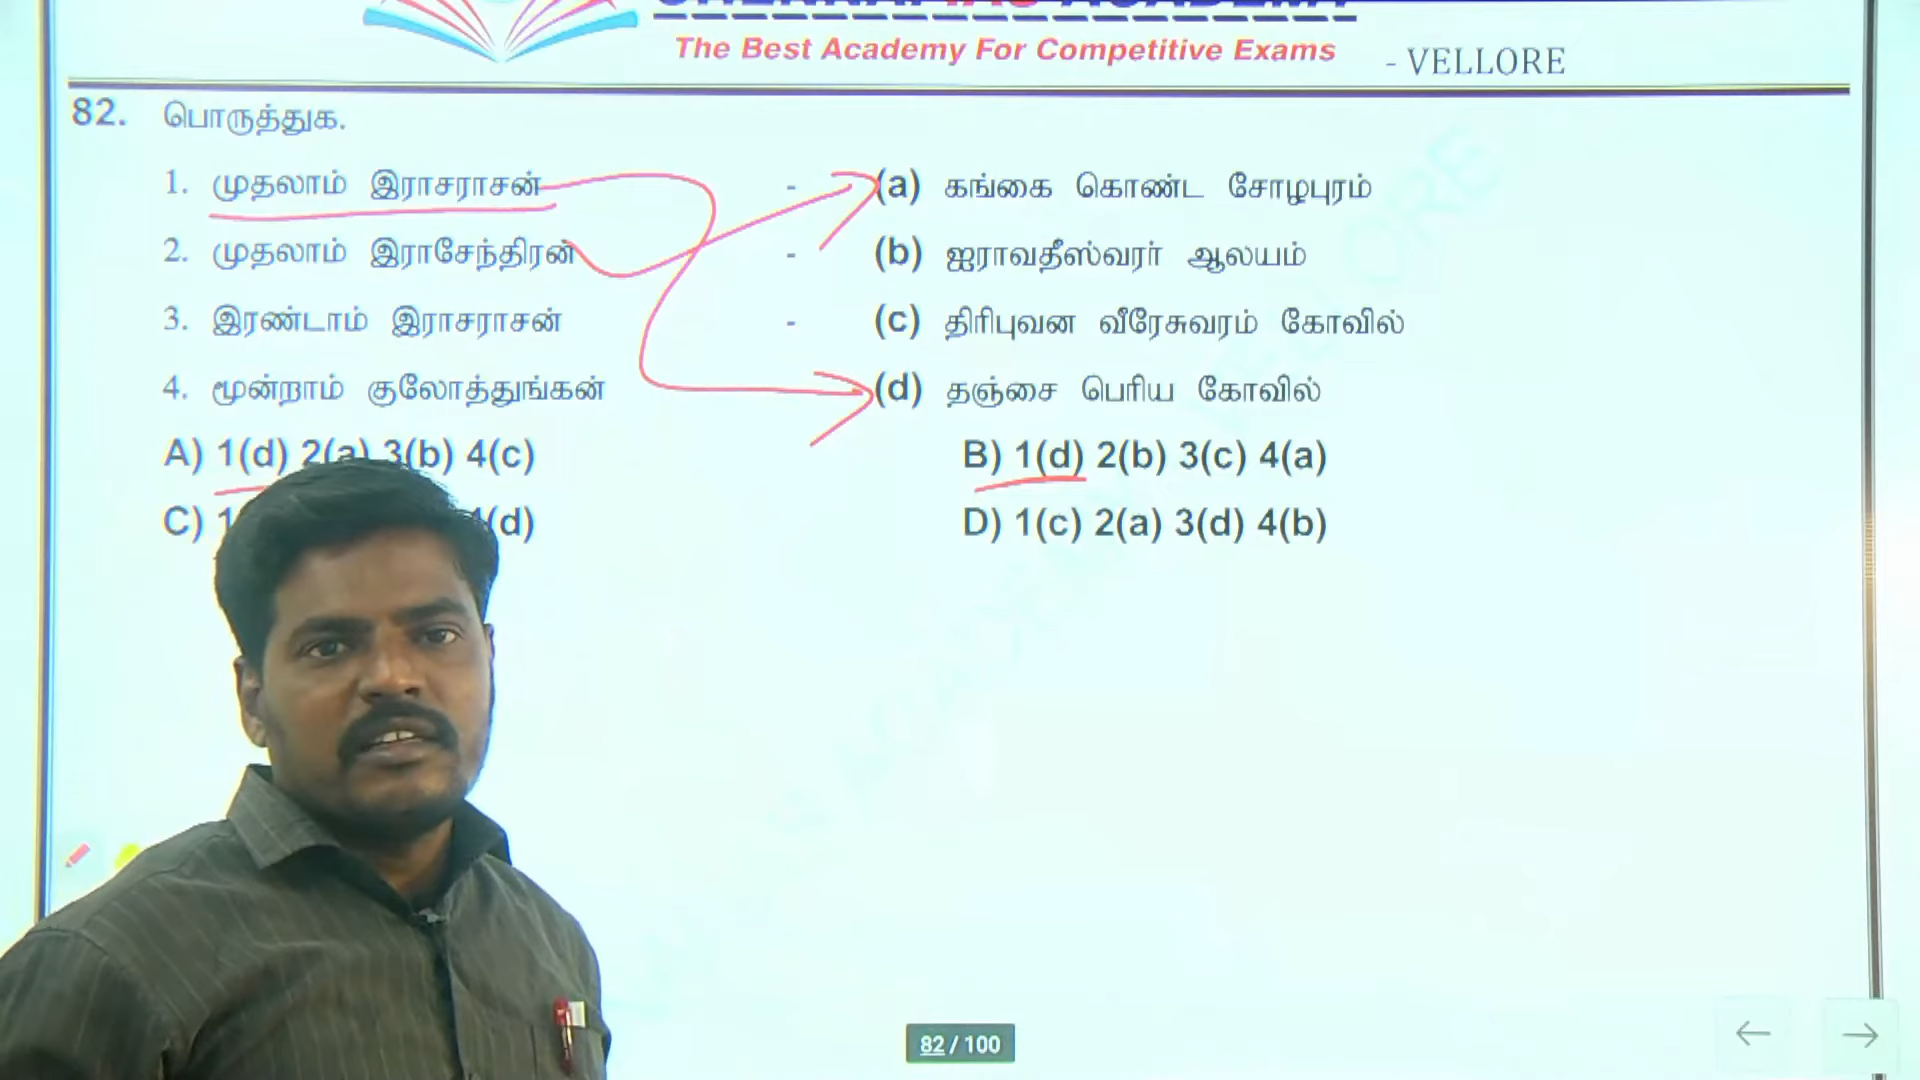 The Best Academy For Competitive Exams
- VELLORE
82. பொருத்துக.
1. முதலாம் இராசராசன் - (a) கங்கை கொண்ட சோழபுரம்
2. முதலாம் இராசேந்திரன் - (b) ஐராவதீஸ்வரர் ஆலயம்
3. இரண்டாம் இராசராசன் - (c) திரிபுவன வீரேசுவரம் கோவில்
4. மூன்றாம் குலோத்துங்கன் (d) தஞ்சை பெரிய கோவில்
A) 1(d) 2(a) 3(b) 4(c) B) 1(d) 2(b) 3(c) 4(a)
C) 1 (d) D) 1(c) 2(a) 3(d) 4(b)
82 / 100